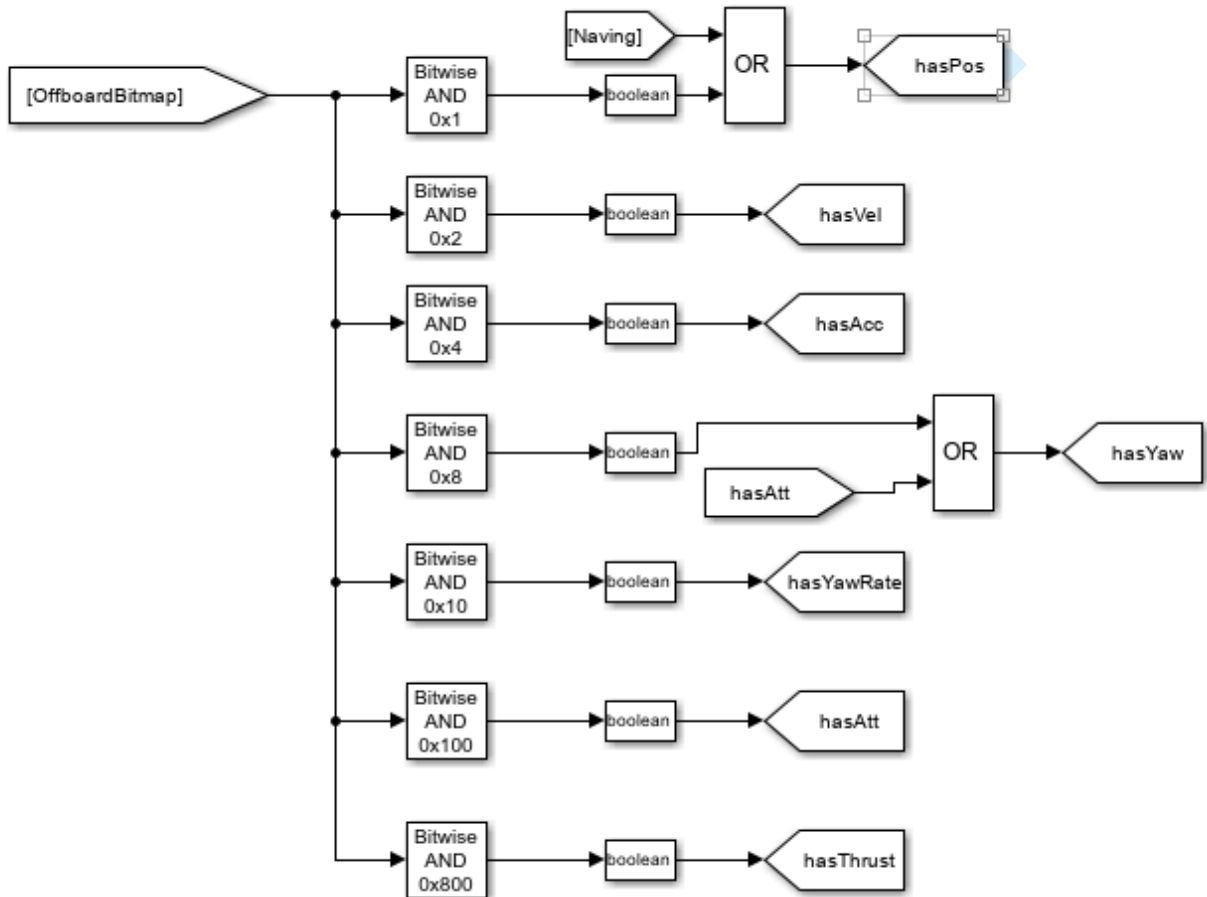 [Naving]
OR
hasPos
[OffboardBitmap]
Bitwise
AND
0x1
boolean
Bitwise
AND
0x2
boolean
hasVel
Bitwise
AND
0x4
boolean
hasAcc
Bitwise
AND
0x8
boolean
hasAtt
OR
hasYaw
Bitwise
AND
0x10
boolean
hasYawRate
Bitwise
AND
0x100
boolean
hasAtt
Bitwise
AND
0x800
boolean
hasThrust